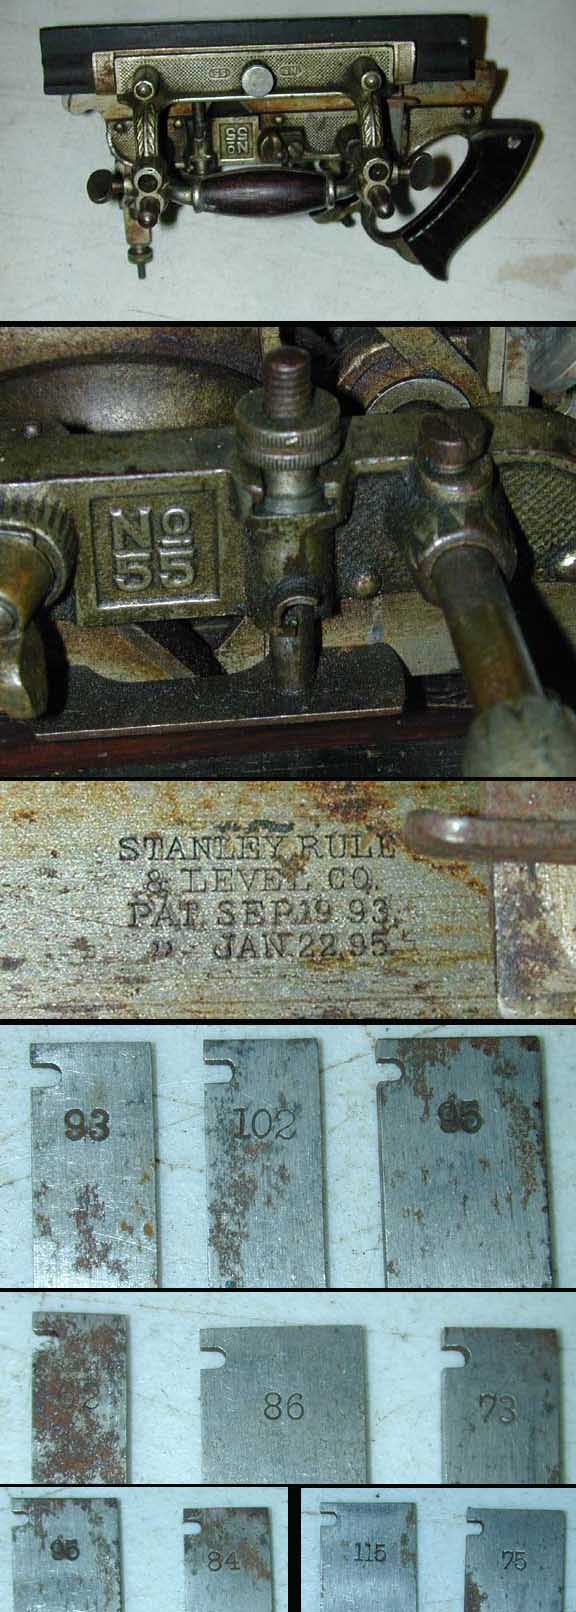 No
55
No
55
STANLEY RULE
& LEVEL CO.
PAT. SEP.19.93.
„ JAN.22.95.
93
102
95
2
86
73
95
84
115
75